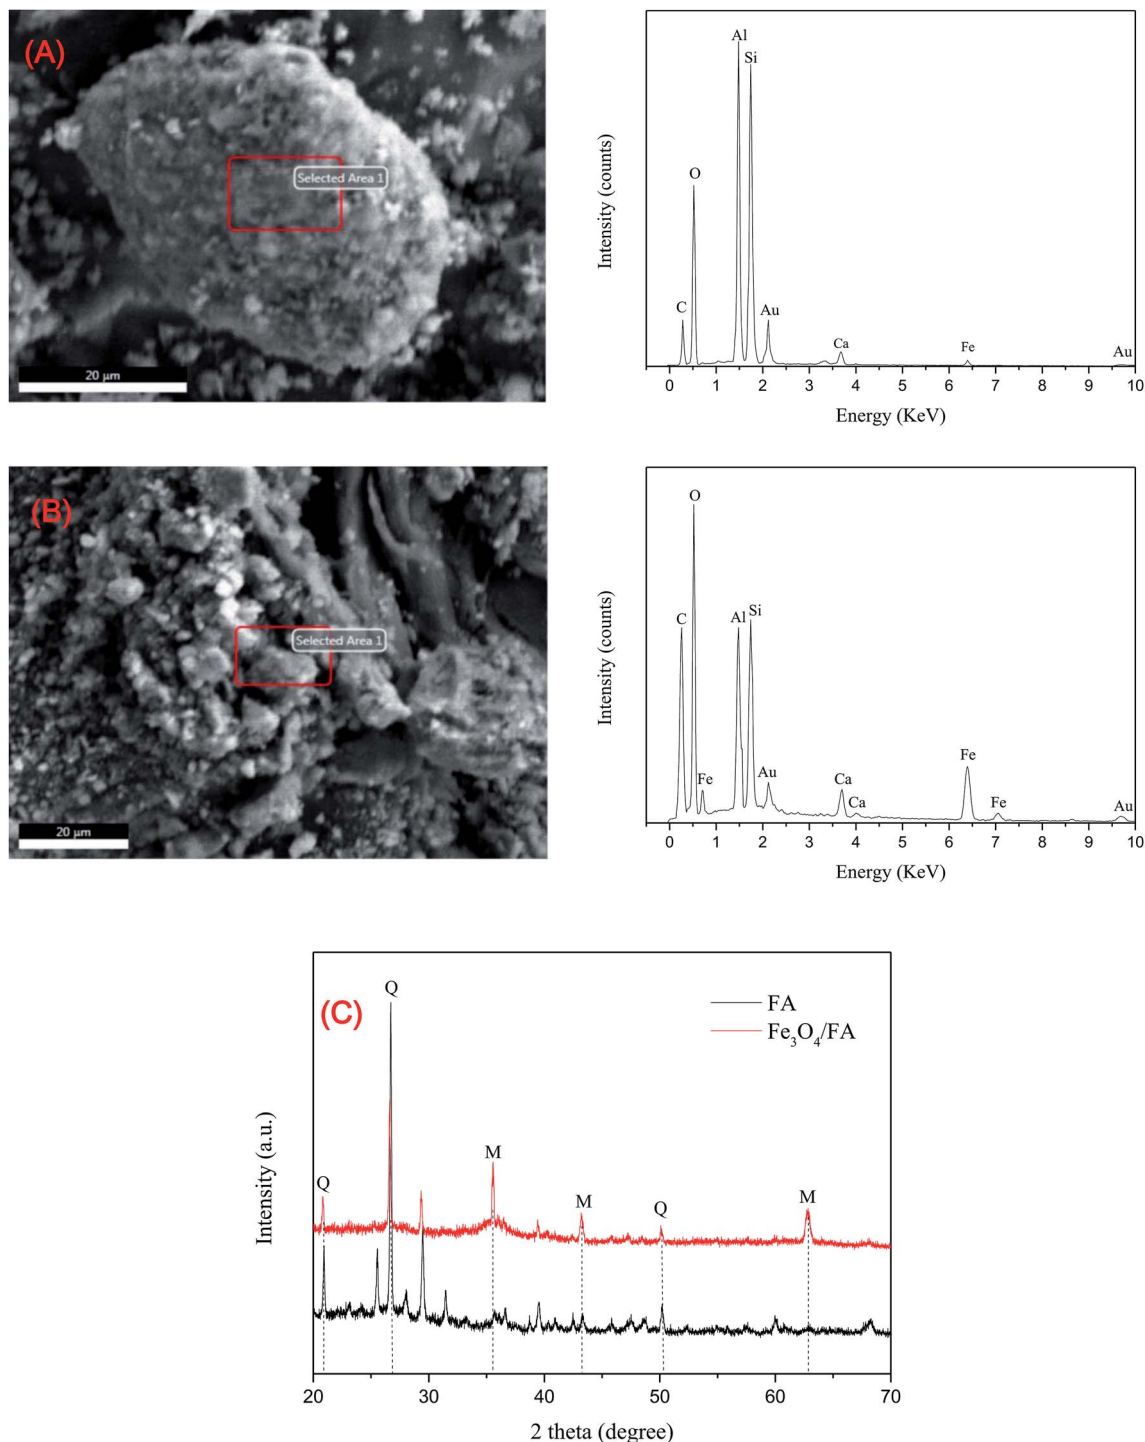 (A)
Selected Area 1
20 μm
Intensity (counts)
C
O
Al
Si
Au
Ca
Fe
Au
0 1 2 3 4 5 6 7 8 9 10
Energy (KeV)
(B)
Selected Area 1
20 μm
Intensity (counts)
C
O
Fe
Al
Si
Au
Ca
Ca
Fe
Fe
Au
0 1 2 3 4 5 6 7 8 9 10
Energy (KeV)
(C)
FA
Fe₃O₄/FA
Q
Q
M
M
Q
M
Intensity (a.u.)
20 30 40 50 60 70
2 theta (degree)